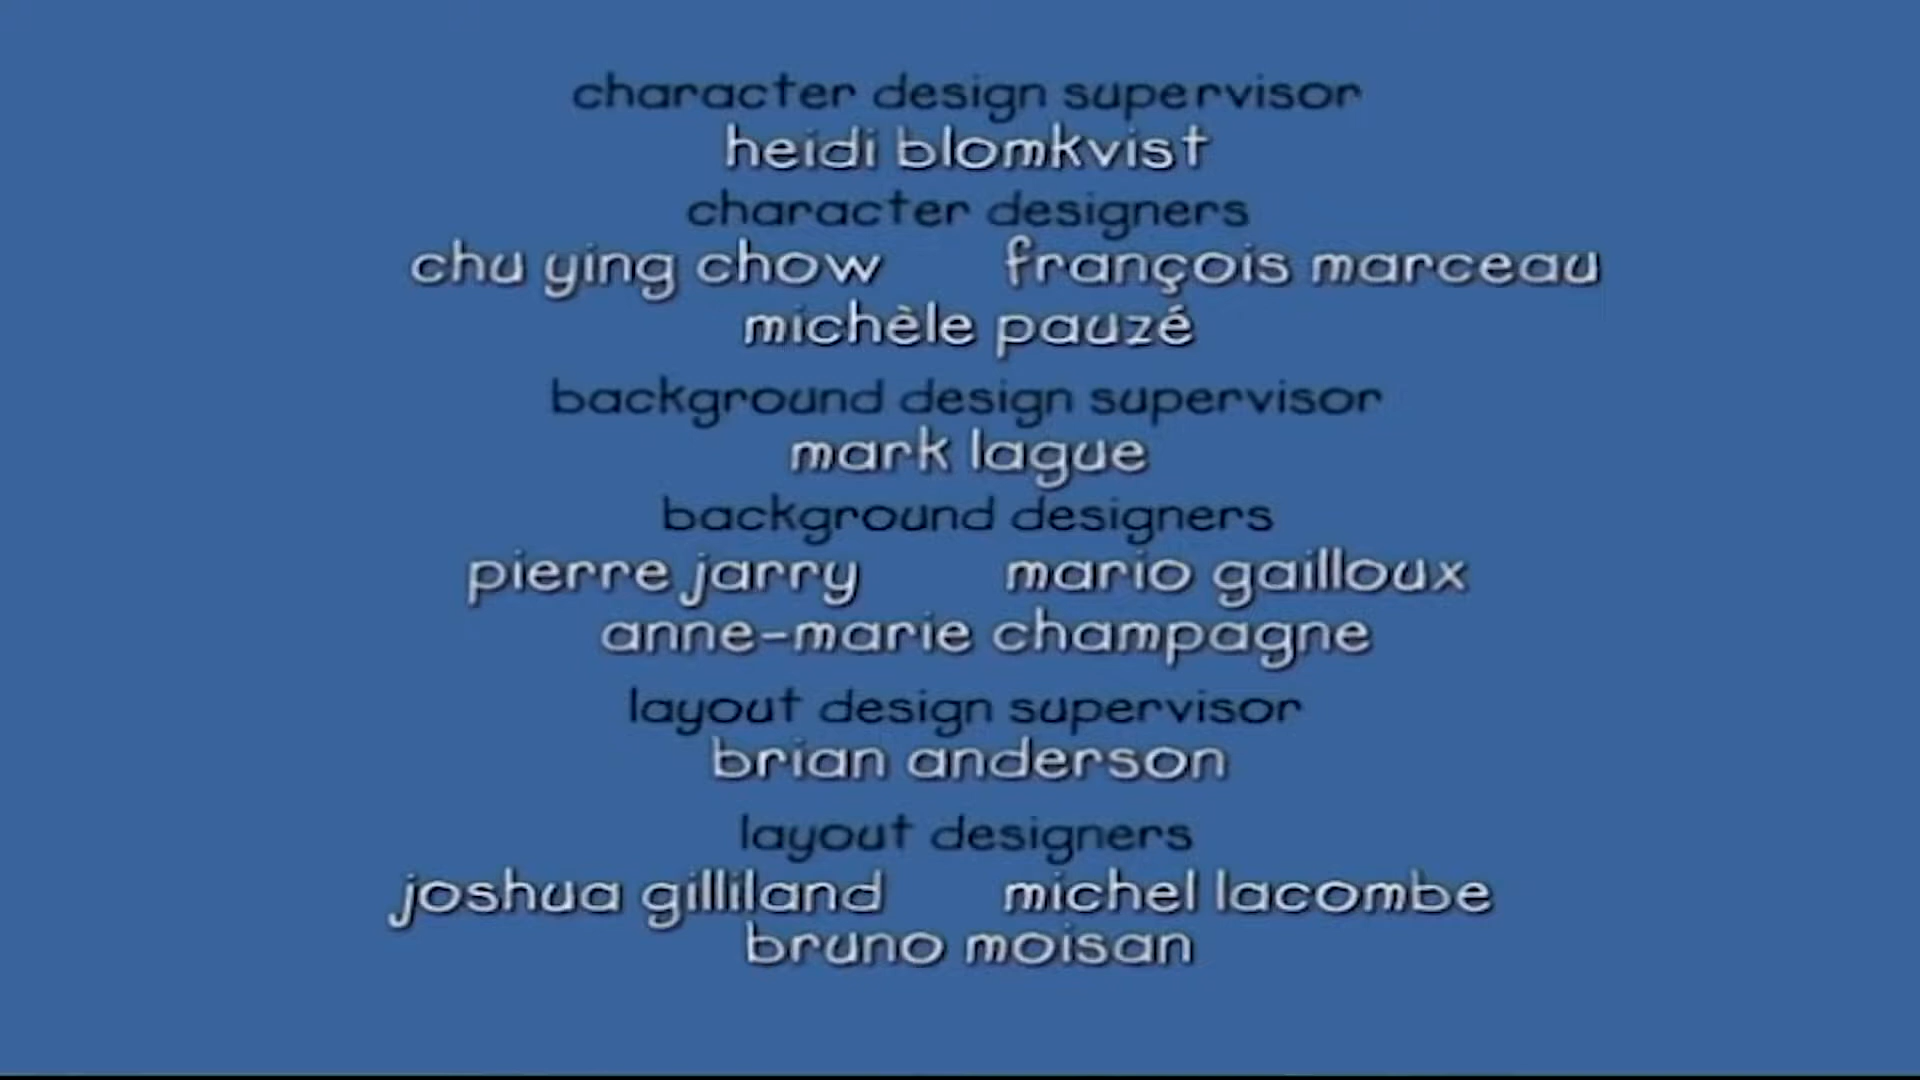 character design supervisor
heidi blomkvist
character designers
chu ying chow françois marceau
michèle pauzé
background design supervisor
mark lague
background designers
pierre jarry mario gailloux
anne-marie champagne
layout design supervisor
brian anderson
layout designers
joshua gilliland michel lacombe
bruno moisan